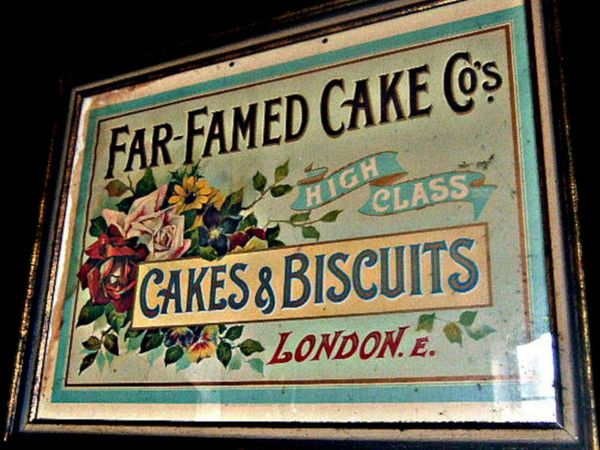 FAR-FAMED CAKE CO'S.
HIGH
CLASS
CAKES & BISCUITS
LONDON. E.